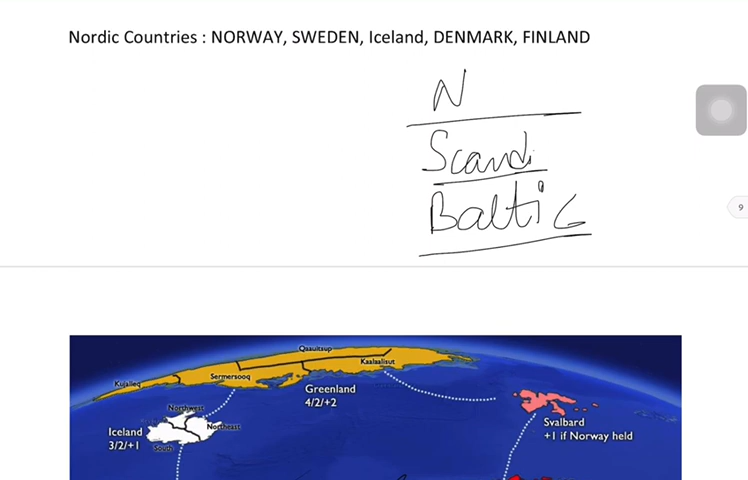 Nordic Countries : NORWAY, SWEDEN, Iceland, DENMARK, FINLAND
N
Scandi
Baltic
9
Qaauitsup
Kaalaalisut
Sermersooq
Kujalleq
Greenland
4/2/+2
Northwest
Northeast
Iceland
3/2/+1
South
Svalbard
+1 if Norway held